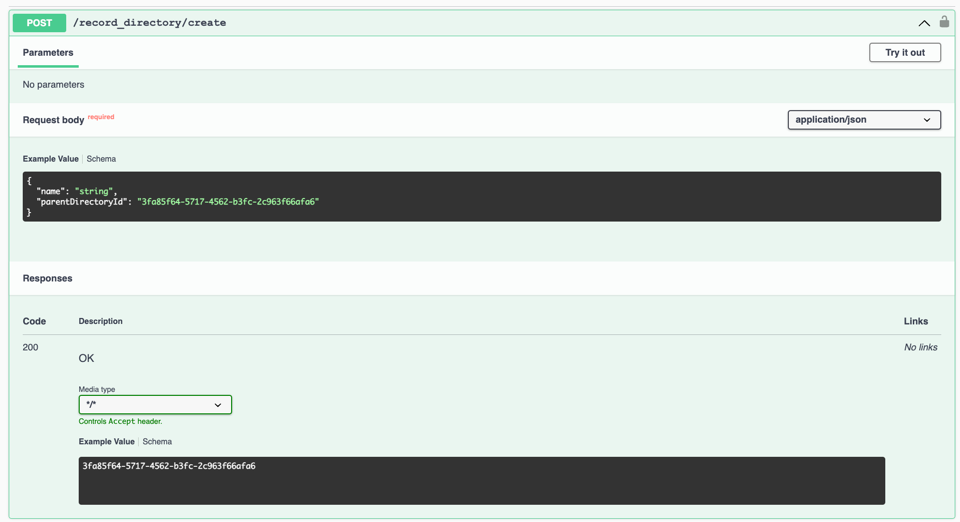 POST /record_directory/create
Parameters
Try it out
No parameters
Request body required
application/json
Example Value Schema
{
  "name": "string",
  "parentDirectoryId": "3fa85f64-5717-4562-b3fc-2c963f66afa6"
}
Responses
Code Description Links
200 No links
OK
Media type
*/*
Controls Accept header.
Example Value Schema
3fa85f64-5717-4562-b3fc-2c963f66afa6